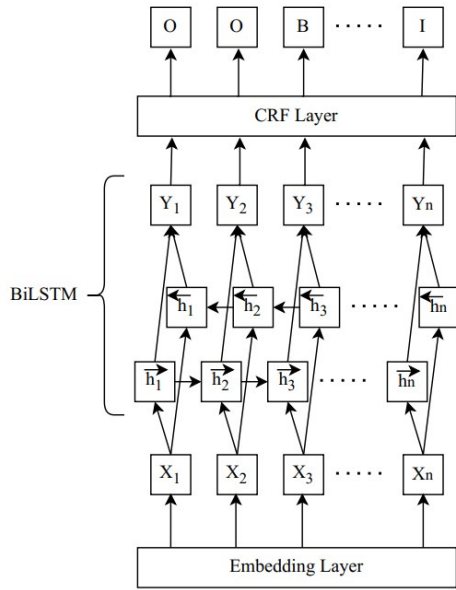 O O B ..... I
CRF Layer
Y1 Y2 Y3 ..... Yn
BiLSTM
h1 h2 h3 ..... hn
h1 h2 h3 ..... hn
X1 X2 X3 ..... Xn
Embedding Layer